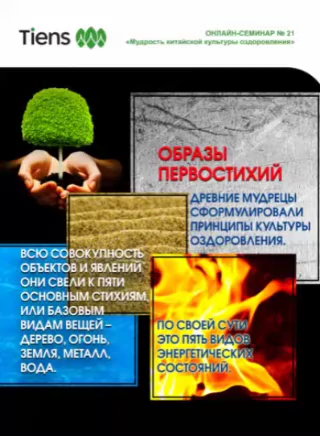 Tiens
ОНЛАЙН-СЕМИНАР № 21
«Мудрость китайской культуры оздоровления»
ОБРАЗЫ
ПЕРВОСТИХИЙ
ДРЕВНИЕ МУДРЕЦЫ
СФОРМУЛИРОВАЛИ
ПРИНЦИПЫ КУЛЬТУРЫ
ОЗДОРОВЛЕНИЯ.
ВСЮ СОВОКУПНОСТЬ
ОБЪЕКТОВ И ЯВЛЕНИЙ
ОНИ СВЕЛИ К ПЯТИ
ОСНОВНЫМ СТИХИЯМ,
ИЛИ БАЗОВЫМ
ВИДАМ ВЕЩЕЙ –
ДЕРЕВО, ОГОНЬ,
ЗЕМЛЯ, МЕТАЛЛ,
ВОДА.
ПО СВОЕЙ СУТИ
ЭТО ПЯТЬ ВИДОВ
ЭНЕРГЕТИЧЕСКИХ
СОСТОЯНИЙ.